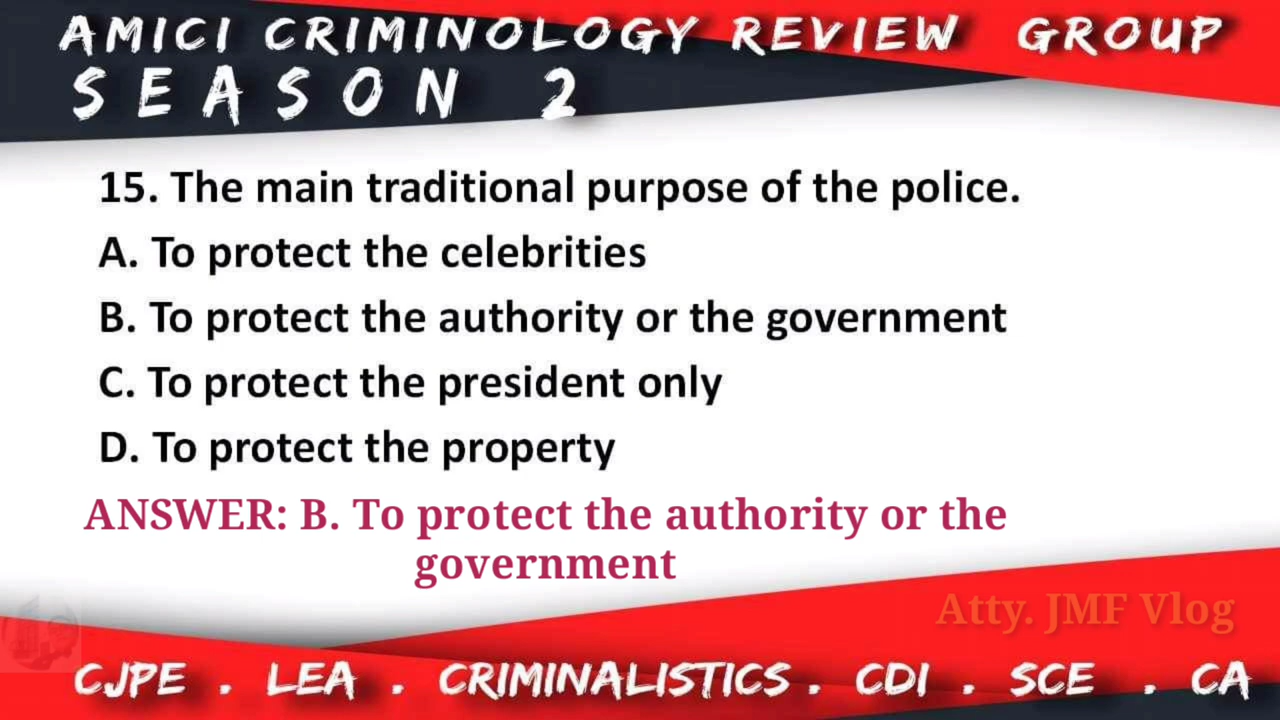 AMICI CRIMINOLOGY REVIEW GROUP
SEASON 2
15. The main traditional purpose of the police.
A. To protect the celebrities
B. To protect the authority or the government
C. To protect the president only
D. To protect the property
ANSWER: B. To protect the authority or the
government
Atty. JMF Vlog
CJPE . LEA . CRIMINALISTICS . CDI . SCE . CA